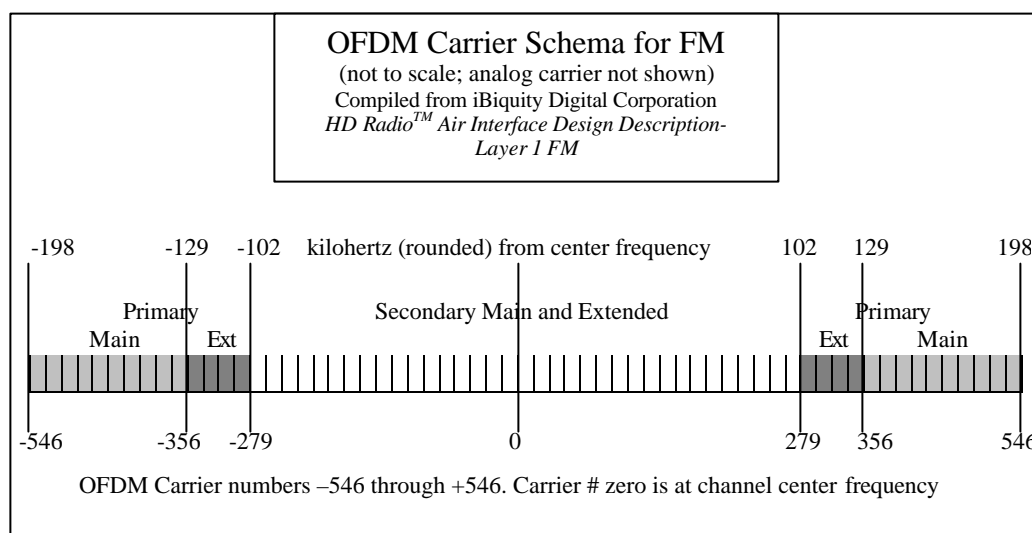 OFDM Carrier Schema for FM
(not to scale; analog carrier not shown)
Compiled from iBiquity Digital Corporation
HD Radio™ Air Interface Design Description-
Layer 1 FM
-198 -129 -102 kilohertz (rounded) from center frequency 102 129 198
Primary Secondary Main and Extended Primary
Main Ext Ext Main
-546 -356 -279 0 279 356 546
OFDM Carrier numbers –546 through +546. Carrier # zero is at channel center frequency